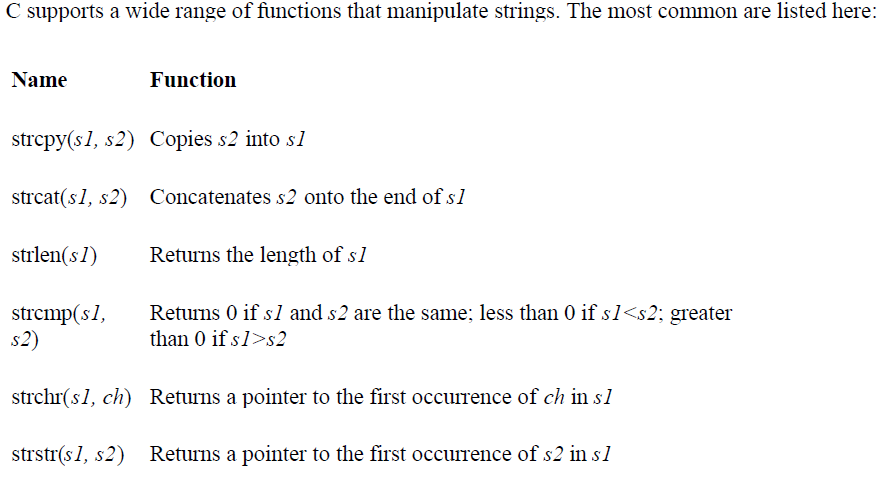 C supports a wide range of functions that manipulate strings. The most common are listed here:
Name Function
strcpy(s1, s2) Copies s2 into s1
strcat(s1, s2) Concatenates s2 onto the end of s1
strlen(s1) Returns the length of s1
strcmp(s1, Returns 0 if s1 and s2 are the same; less than 0 if s1<s2; greater
s2) than 0 if s1>s2
strchr(s1, ch) Returns a pointer to the first occurrence of ch in s1
strstr(s1, s2) Returns a pointer to the first occurrence of s2 in s1